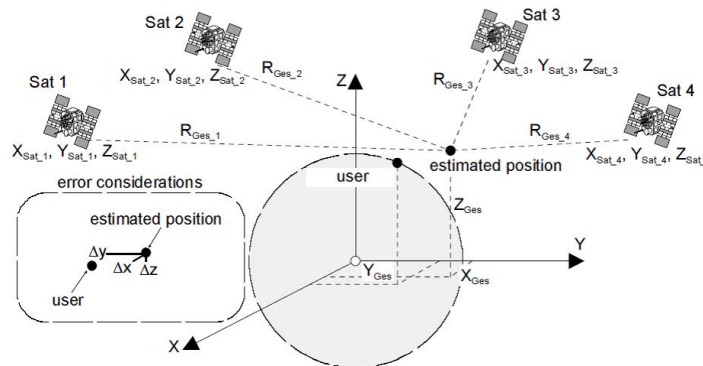 Sat 2
X_Sat_2, Y_Sat_2, Z_Sat_2
R_Ges_2
Sat 3
X_Sat_3, Y_Sat_3, Z_Sat_3
R_Ges_3
Sat 1
X_Sat_1, Y_Sat_1, Z_Sat_1
R_Ges_1
Sat 4
X_Sat_4, Y_Sat_4, Z_Sat_
R_Ges_4
Z
estimated position
user
error considerations
estimated position
Δy
Δx
Δz
user
Z_Ges
Y
Y_Ges
X_Ges
X